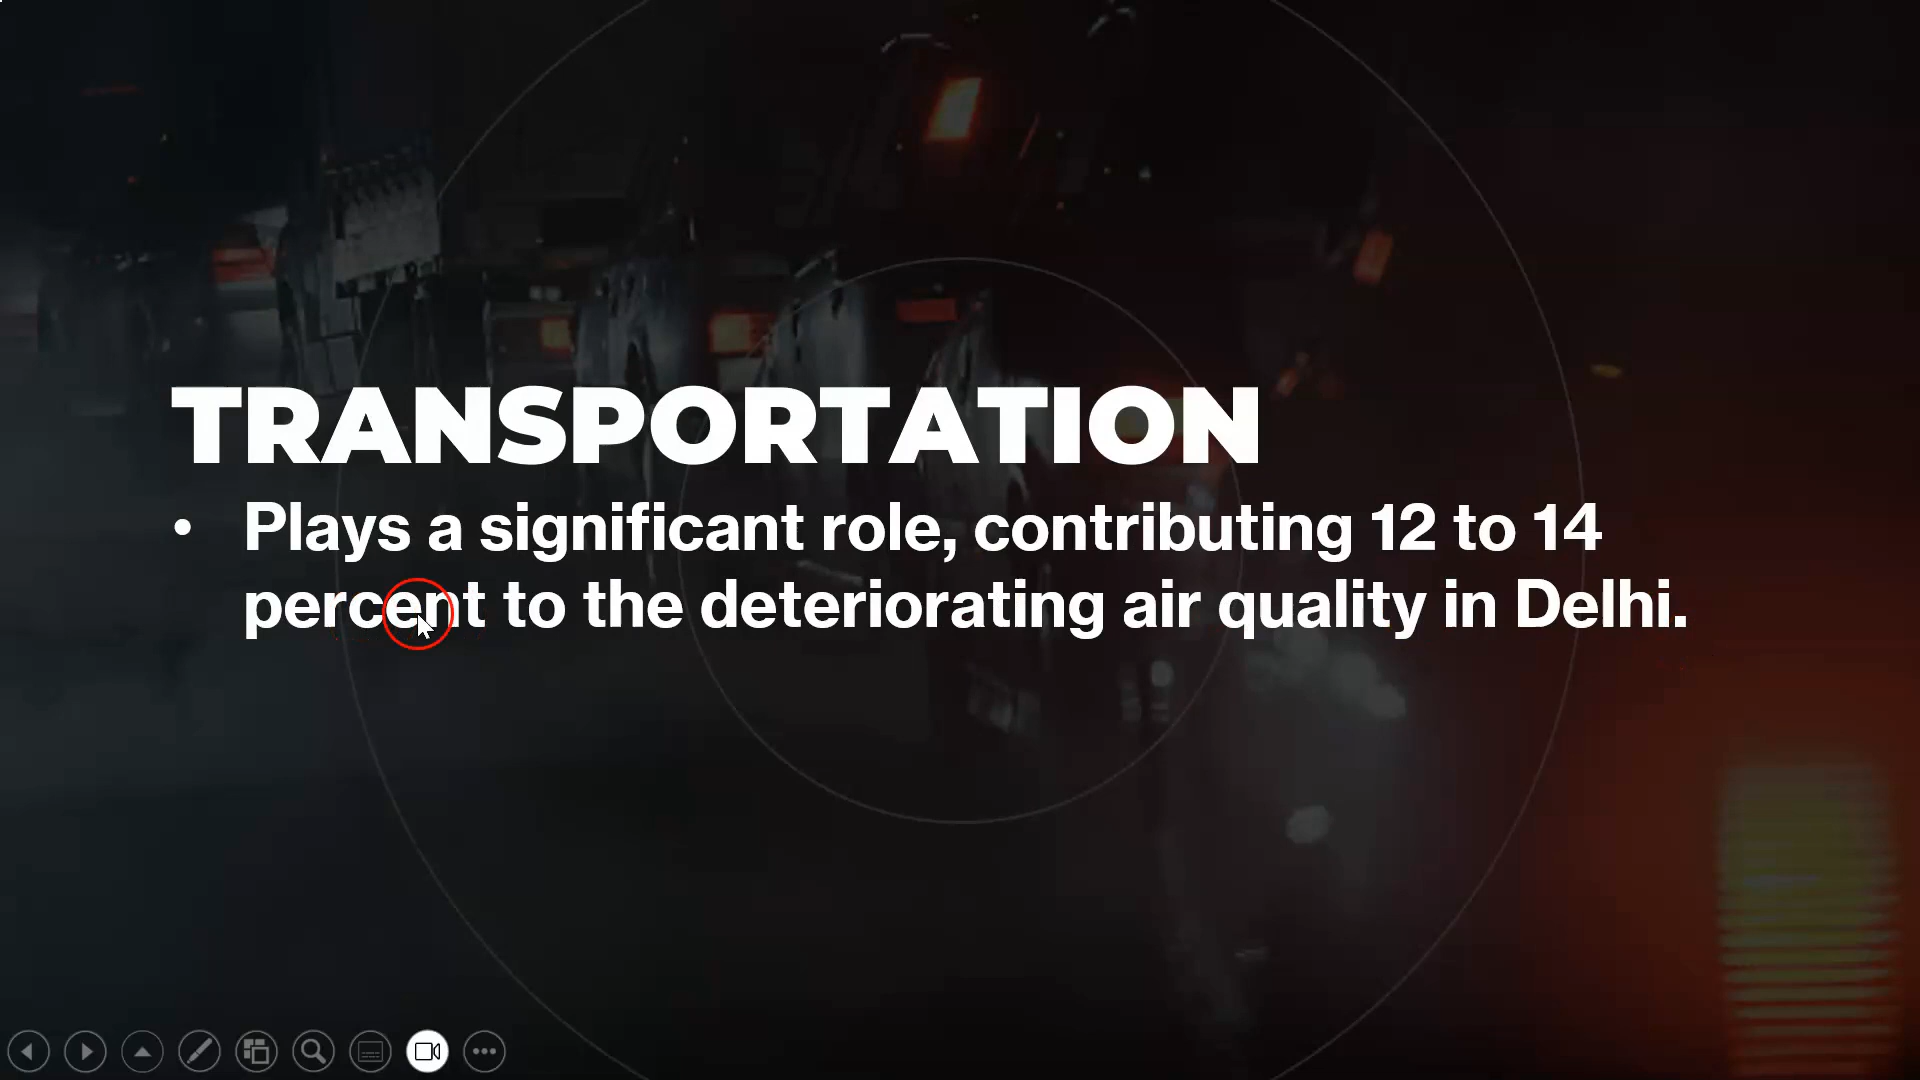 TRANSPORTATION
• Plays a significant role, contributing 12 to 14
percent to the deteriorating air quality in Delhi.